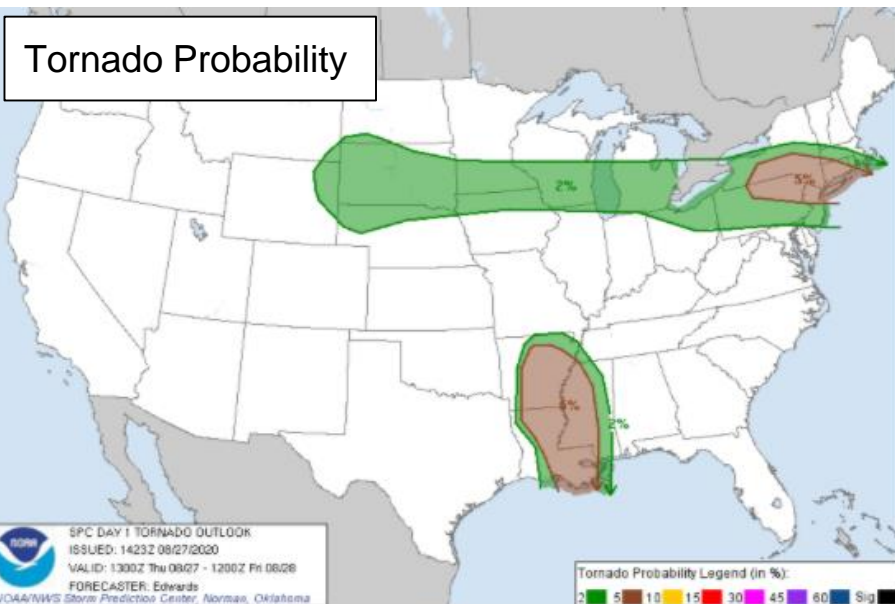 Tornado Probability
2%
5%
5%
2%
NOAA
SPC DAY 1 TORNADO OUTLOOK
ISSUED: 1423Z 08/27/2020
VALID: 1300Z Thu 08/27 - 1200Z Fri 08/28
FORECASTER: Edwards
NOAA/NWS Storm Prediction Center, Norman, Oklahoma
Tornado Probability Legend (in %):
2 5 10 15 30 45 60 Sig